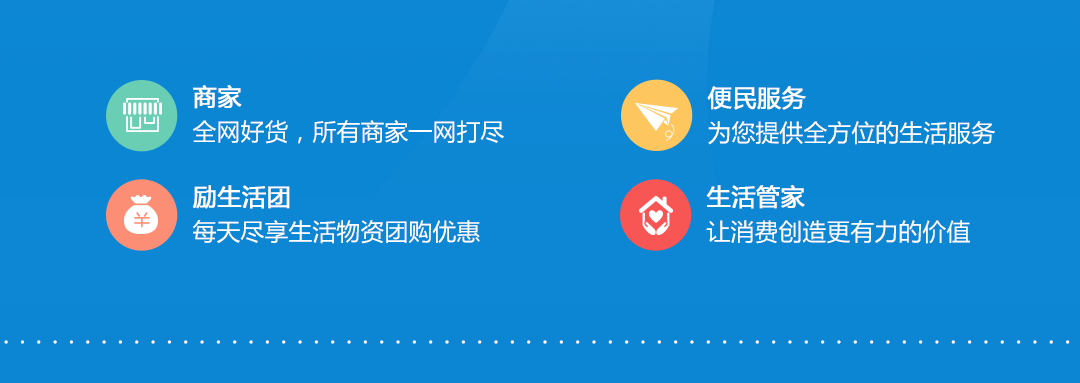 商家
全网好货，所有商家一网打尽
便民服务
为您提供全方位的生活服务
励生活团
每天尽享生活物资团购优惠
生活管家
让消费创造更有力的价值